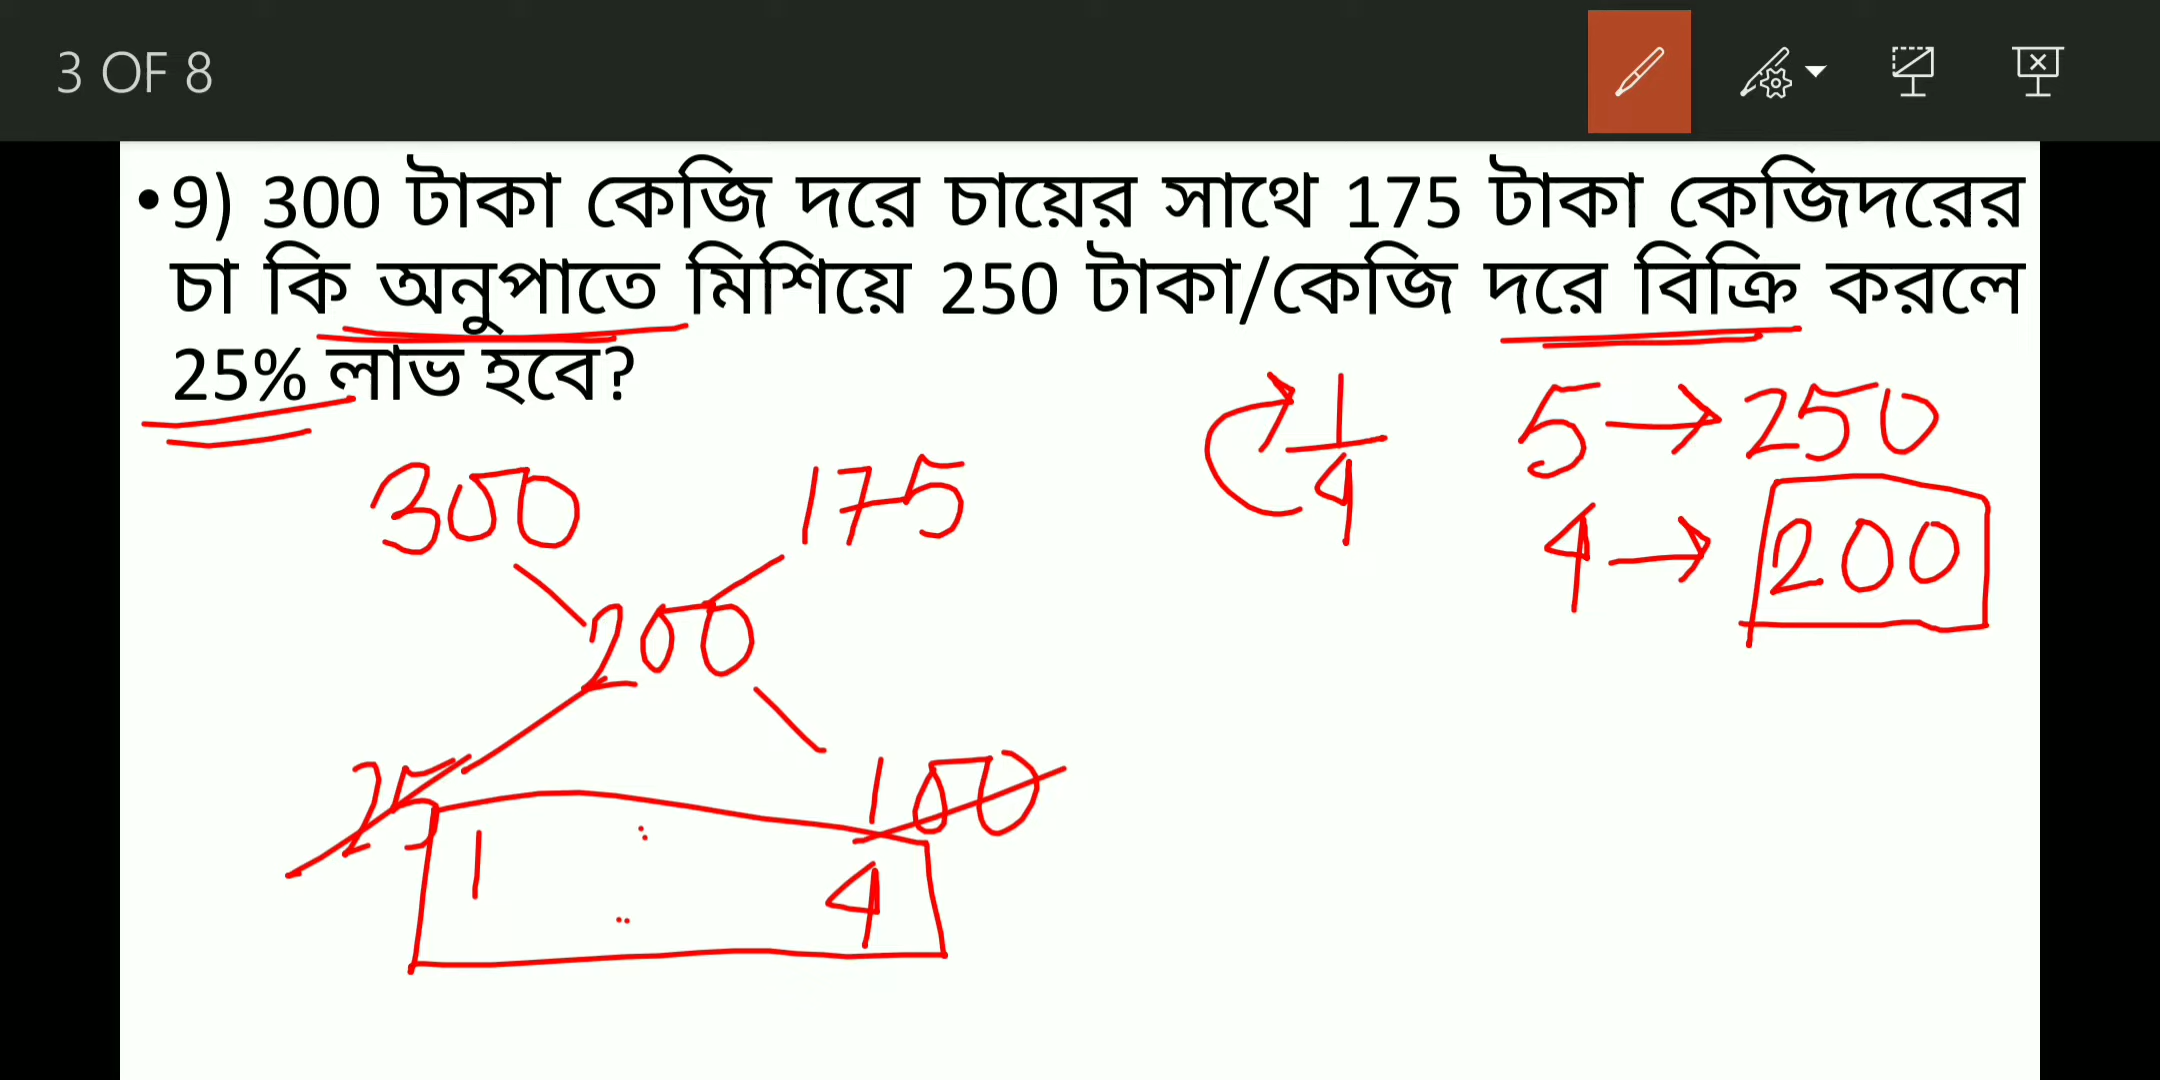 3 OF 8
•9) 300 টাকা কেজি দরে চায়ের সাথে 175 টাকা কেজিদরের
চা কি অনুপাতে মিশিয়ে 250 টাকা/কেজি দরে বিক্রি করলে
25% লাভ হবে?
1/4
5 → 250
4 → 200
300 175
200
25 100
1 : 4